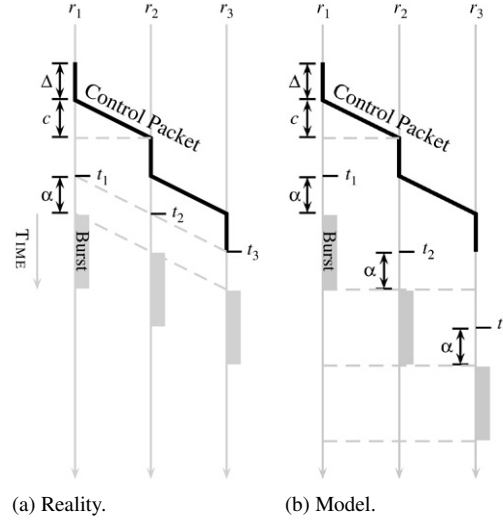 r1 r2 r3
Δ
c
Control Packet
t1
α
t2
TIME
Burst
t3
(a) Reality.
r1 r2 r3
Δ
c
Control Packet
t1
α
Burst
t2
α
t
α
(b) Model.